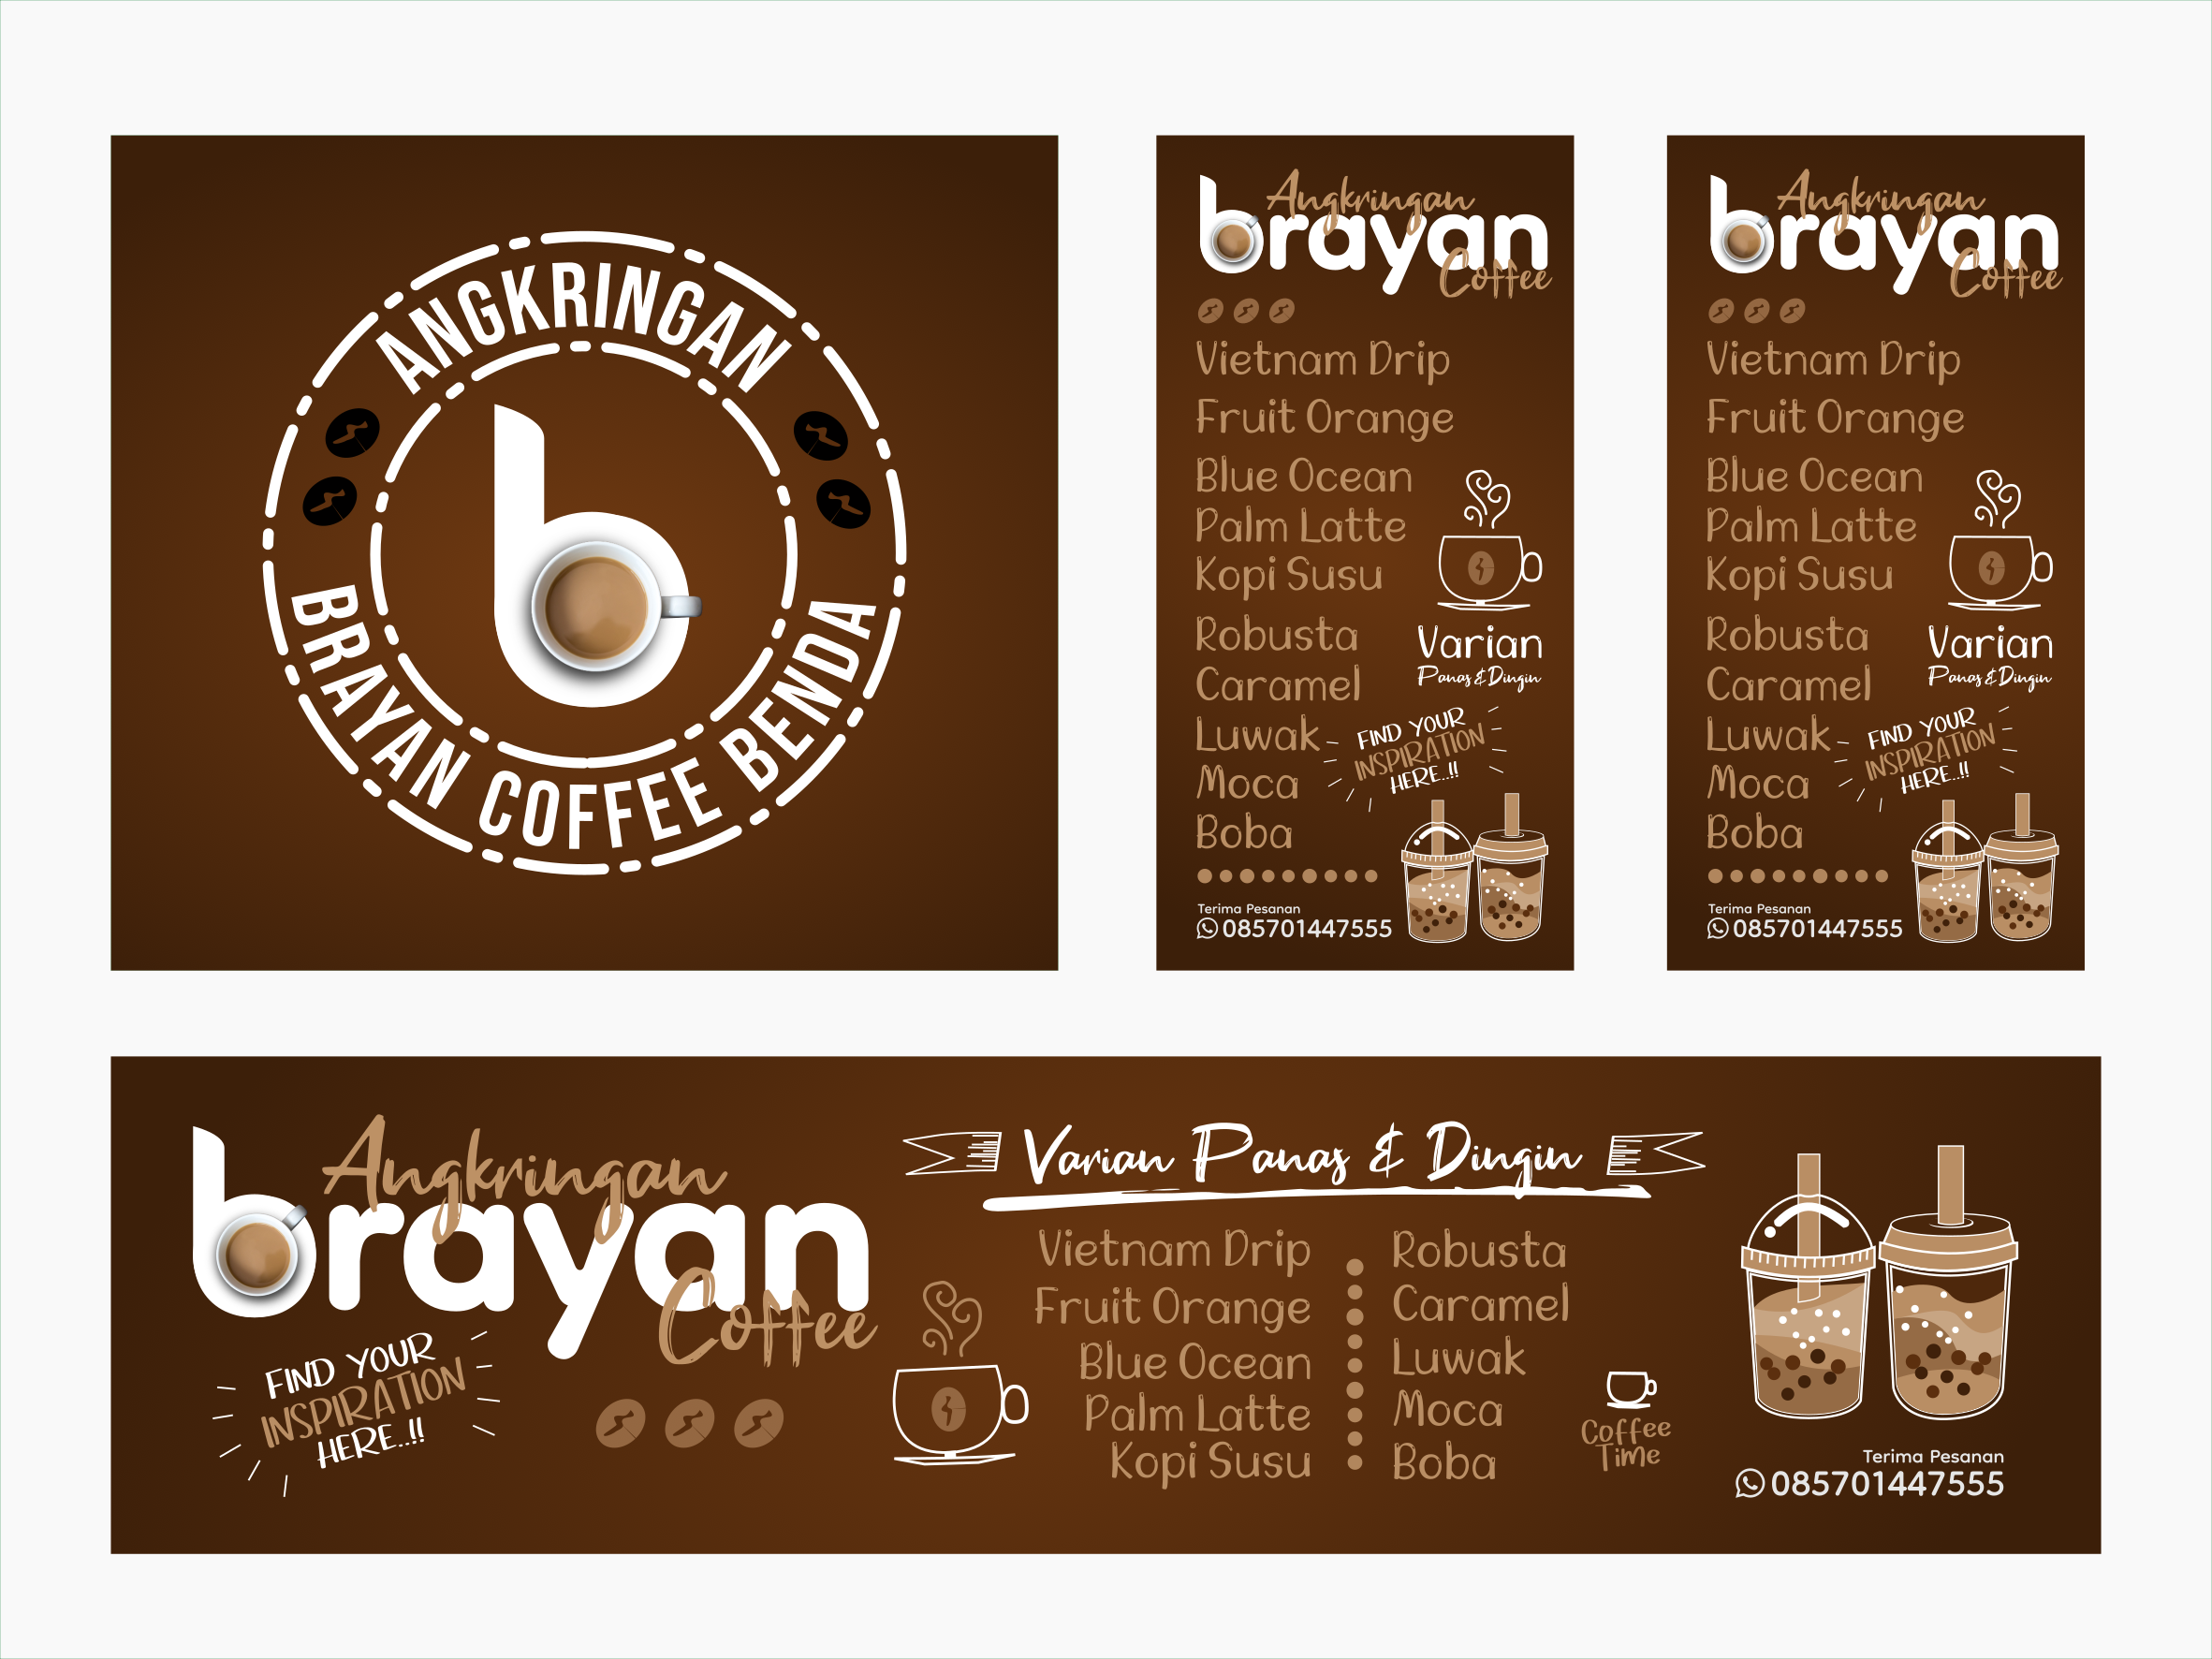 ANGKRINGAN
b
BRAYAN COFFEE BENDA
Angkringan
brayan
Coffee
Vietnam Drip
Fruit Orange
Blue Ocean
Palm Latte
Kopi Susu
Robusta
Caramel
Luwak
Moca
Boba
Varian
Panas & Dingin
FIND YOUR
INSPIRATION
HERE..!!
Terima Pesanan
085701447555
Angkringan
brayan
Coffee
Vietnam Drip
Fruit Orange
Blue Ocean
Palm Latte
Kopi Susu
Robusta
Caramel
Luwak
Moca
Boba
Varian
Panas & Dingin
FIND YOUR
INSPIRATION
HERE..!!
Terima Pesanan
085701447555
Angkringan
brayan
Coffee
FIND YOUR
INSPIRATION
HERE..!!
Varian Panas & Dingin
Vietnam Drip
Fruit Orange
Blue Ocean
Palm Latte
Kopi Susu
Robusta
Caramel
Luwak
Moca
Boba
Coffee
Time
Terima Pesanan
085701447555